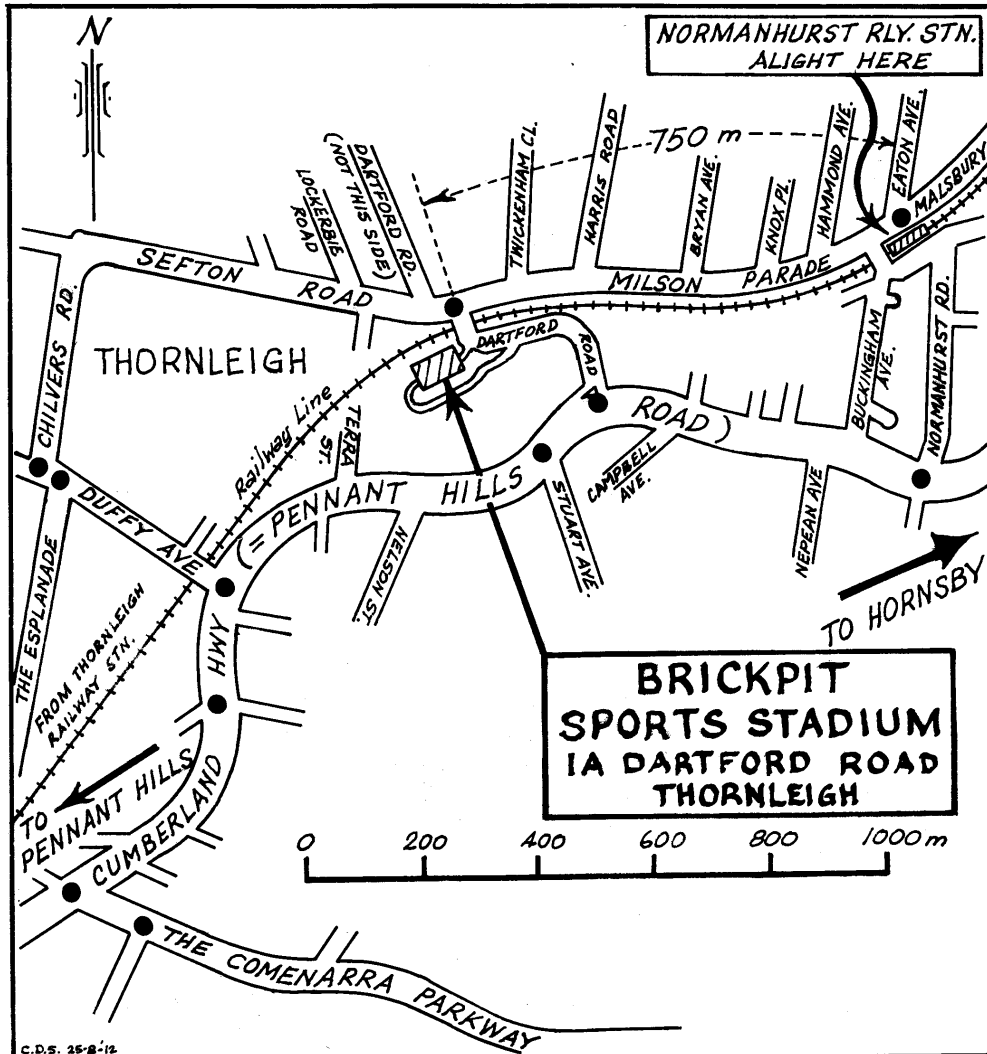 N
NORMANHURST RLY. STN.
ALIGHT HERE
750 m
LOCKERBIE
ROAD
DARTFORD RD.
(NOT THIS SIDE)
TWICKENHAM CL.
HARRIS ROAD
BRYAN AVE.
KNOX PL.
HAMMOND AVE.
EATON AVE.
MALSBURY
SEFTON ROAD
MILSON PARADE
DARTFORD ROAD
THORNLEIGH
CHILVERS RD.
Railway Line
TERRA
ST.
BUCKINGHAM
AVE.
NORMANHURST RD.
(= PENNANT HILLS ROAD)
CAMPBELL
AVE.
STUART AVE.
NELSON ST.
NEPEAN AVE
DUFFY AVE
THE ESPLANADE
FROM THORNLEIGH
RAILWAY STN.
TO HORNSBY
BRICKPIT
SPORTS STADIUM
1A DARTFORD ROAD
THORNLEIGH
TO
PENNANT HILLS
CUMBERLAND HWY
0 200 400 600 800 1000 m
THE COMENARRA PARKWAY
C.D.S. 25-8-'12